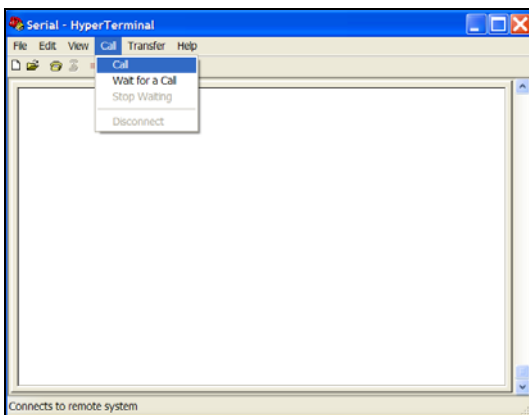 Serial - HyperTerminal
File Edit View Call Transfer Help
Call
Wait for a Call
Stop Waiting
Disconnect
Connects to remote system